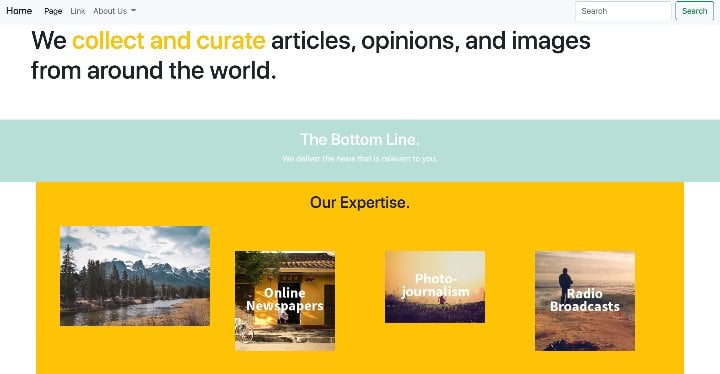 Home Page Link About Us Search Search
We collect and curate articles, opinions, and images
from around the world.
The Bottom Line.
We deliver the news that is relevant to you.
Our Expertise.
Online
Newspapers
Photo-
journalism
Radio
Broadcasts